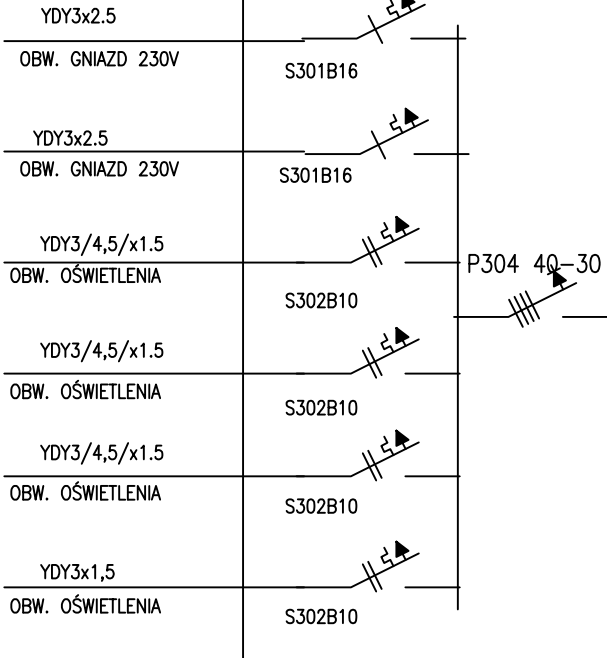 YDY3x2.5
OBW. GNIAZD 230V
S301B16
YDY3x2.5
OBW. GNIAZD 230V
S301B16
YDY3/4,5/x1.5
OBW. OŚWIETLENIA
S302B10
P304 40-30
YDY3/4,5/x1.5
OBW. OŚWIETLENIA
S302B10
YDY3/4,5/x1.5
OBW. OŚWIETLENIA
S302B10
YDY3x1,5
OBW. OŚWIETLENIA
S302B10